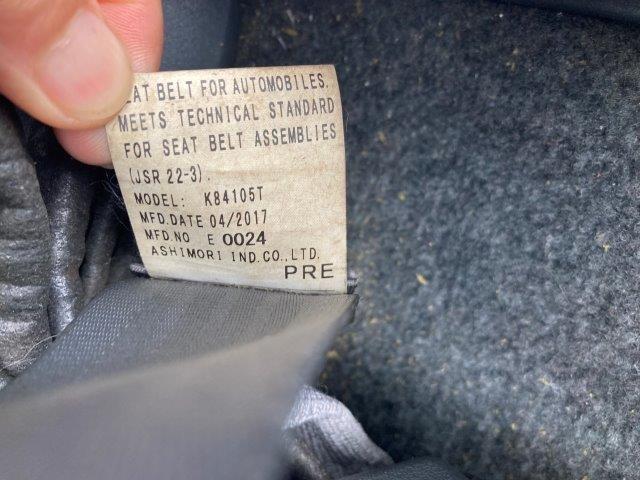 BELT FOR AUTOMOBILES.
MEETS TECHNICAL STANDARD
FOR SEAT BELT ASSEMBLIES
(JSR 22-3).
MODEL: K84105T
MFD.DATE 04/2017
MFD.NO E 0024
ASHIMORI IND.CO.,LTD.
PRE